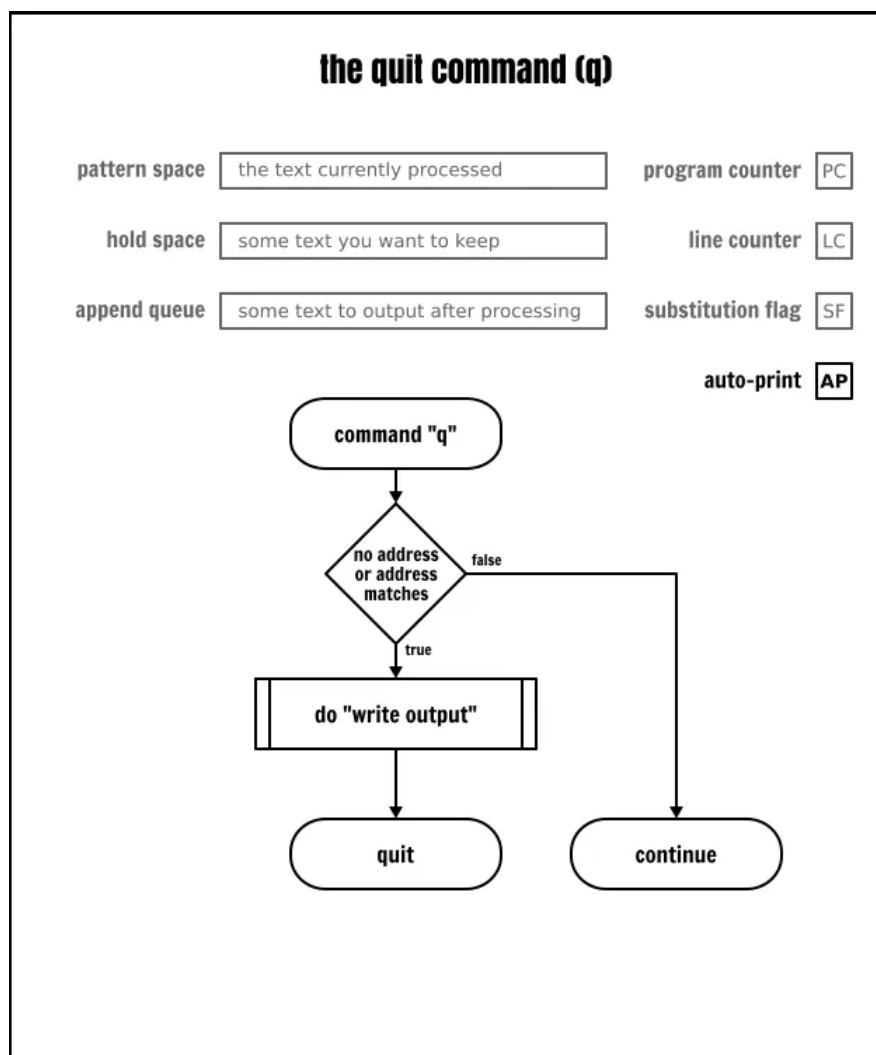 the quit command (q)
pattern space the text currently processed program counter PC
hold space some text you want to keep line counter LC
append queue some text to output after processing substitution flag SF
auto-print AP
command "q"
no address
or address
matches
false
true
do "write output"
quit continue